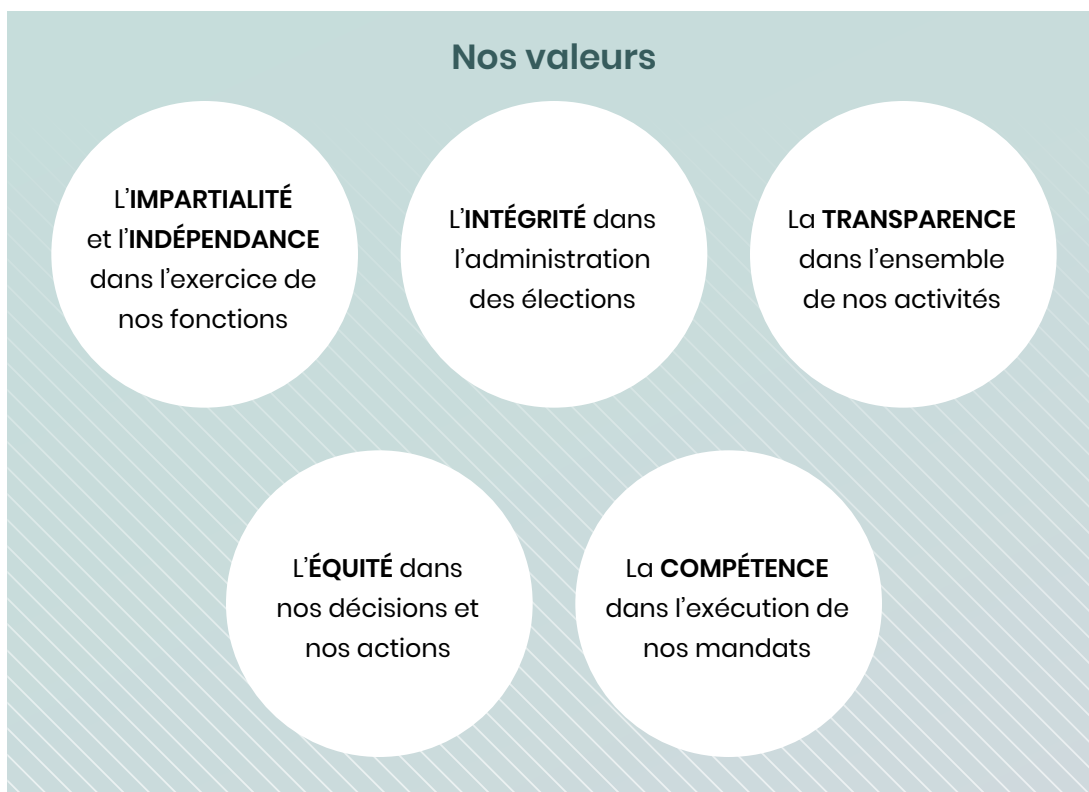 Nos valeurs
L’IMPARTIALITÉ
et l’INDÉPENDANCE
dans l’exercice de
nos fonctions
L’INTÉGRITÉ dans
l’administration
des élections
La TRANSPARENCE
dans l’ensemble
de nos activités
L’ÉQUITÉ dans
nos décisions et
nos actions
La COMPÉTENCE
dans l’exécution de
nos mandats